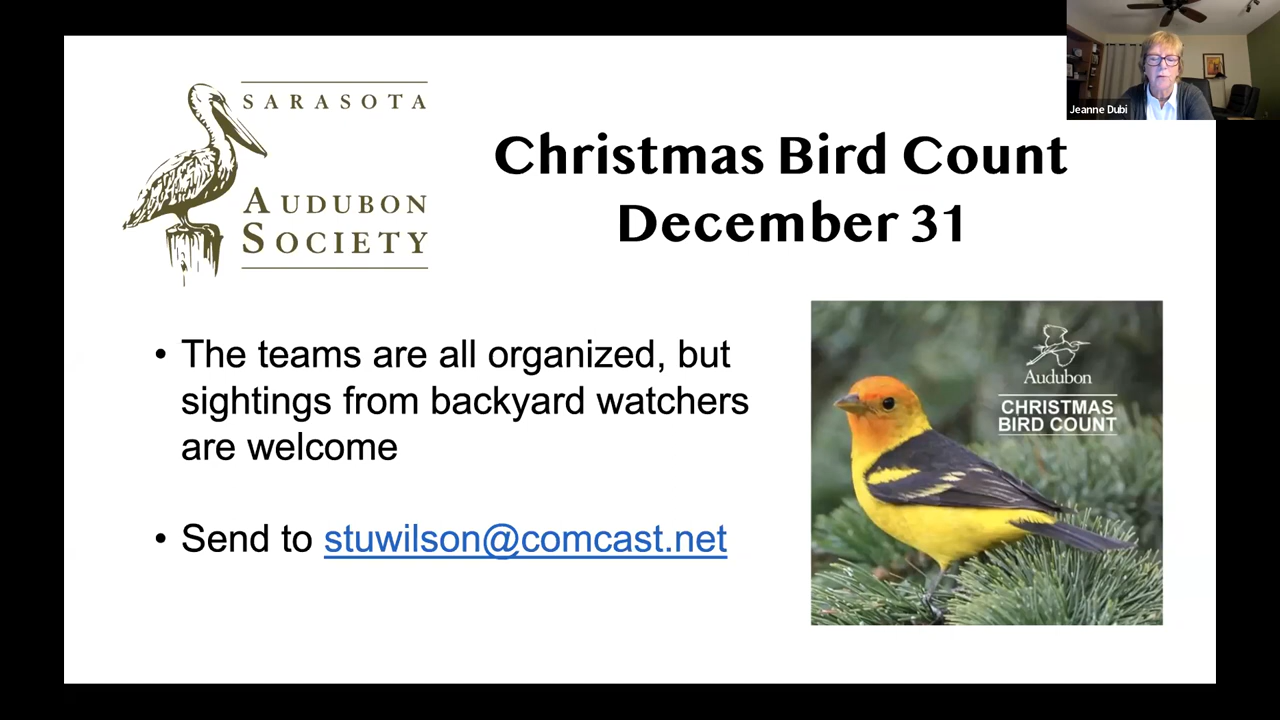 SARASOTA
AUDUBON
SOCIETY
Christmas Bird Count
December 31
Jeanne Dubi
• The teams are all organized, but
sightings from backyard watchers
are welcome
• Send to stuwilson@comcast.net
Audubon
CHRISTMAS
BIRD COUNT